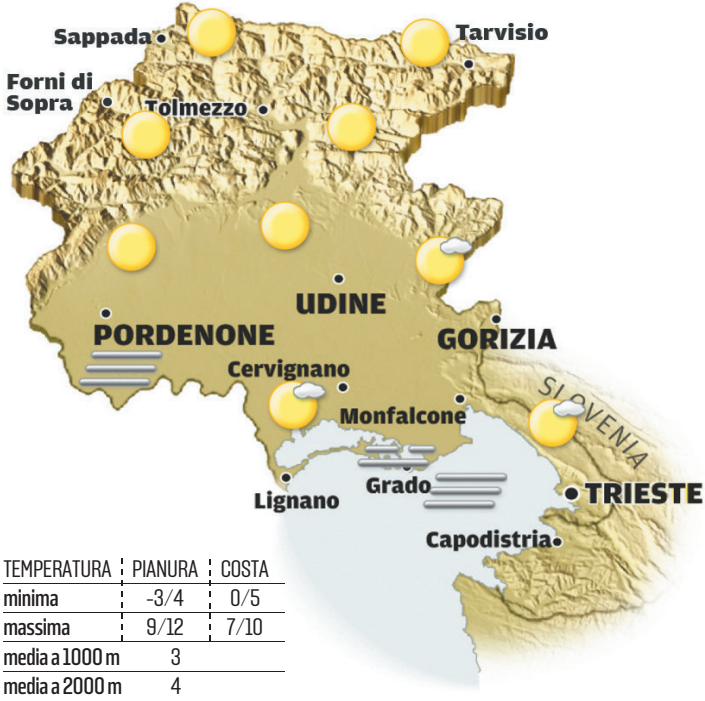 Sappada
Tarvisio
Forni di
Sopra
Tolmezzo
UDINE
PORDENONE
GORIZIA
Cervignano
SLOVENIA
Monfalcone
Grado
Lignano
TRIESTE
Capodistria
TEMPERATURA PIANURA COSTA
minima -3/4 0/5
massima 9/12 7/10
media a 1000 m 3
media a 2000 m 4